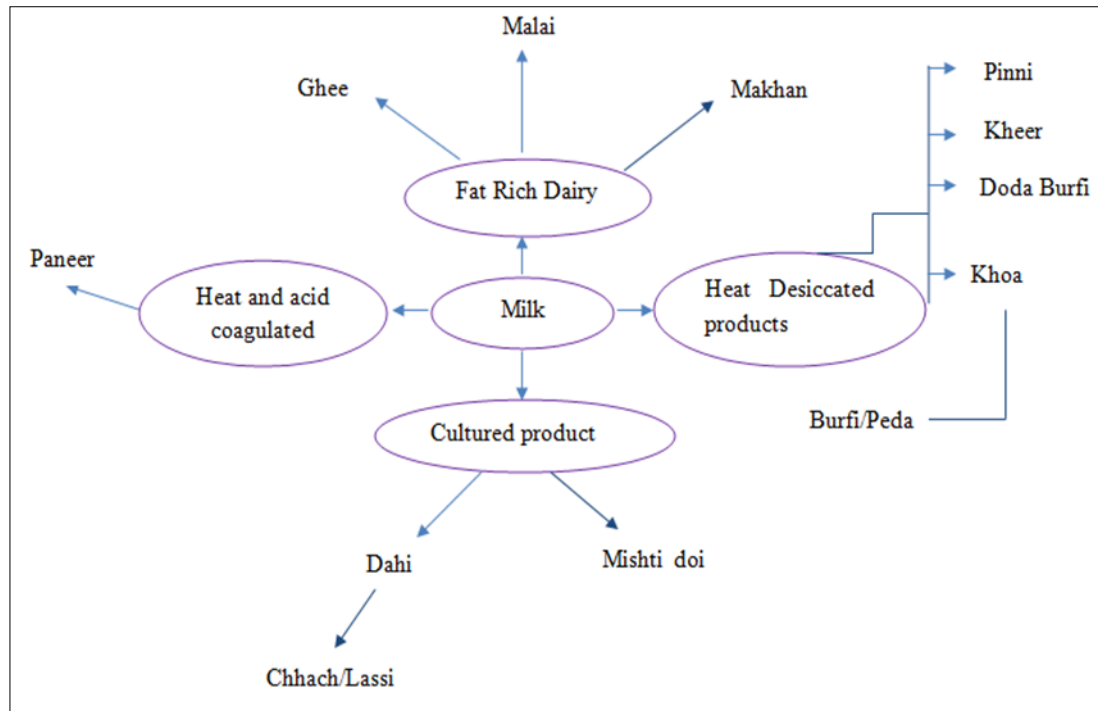 Malai
Ghee
Makhan
Pinni
Kheer
Doda Burfi
Fat Rich Dairy
Paneer
Heat and acid
coagulated
Milk
Heat Desiccated
products
Khoa
Burfi/Peda
Cultured product
Dahi
Mishti doi
Chhach/Lassi